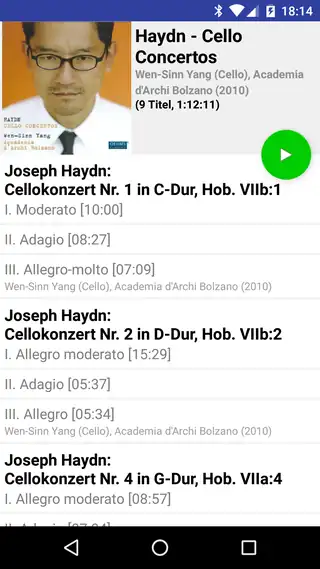 18:14
HAYDN
CELLO CONCERTOS
Wen-Sinn Yang
Accademia
d'Archi Bolzano
OEHMS
Haydn - Cello
Concertos
Wen-Sinn Yang (Cello), Academia
d'Archi Bolzano (2010)
(9 Titel, 1:12:11)
Joseph Haydn:
Cellokonzert Nr. 1 in C-Dur, Hob. VIIb:1
I. Moderato [10:00]
II. Adagio [08:27]
III. Allegro-molto [07:09]
Wen-Sinn Yang (Cello), Academia d'Archi Bolzano (2010)
Joseph Haydn:
Cellokonzert Nr. 2 in D-Dur, Hob. VIIb:2
I. Allegro moderato [15:29]
II. Adagio [05:37]
III. Allegro [05:34]
Wen-Sinn Yang (Cello), Academia d'Archi Bolzano (2010)
Joseph Haydn:
Cellokonzert Nr. 4 in G-Dur, Hob. VIIa:4
I. Allegro moderato [08:57]
II. Adagio